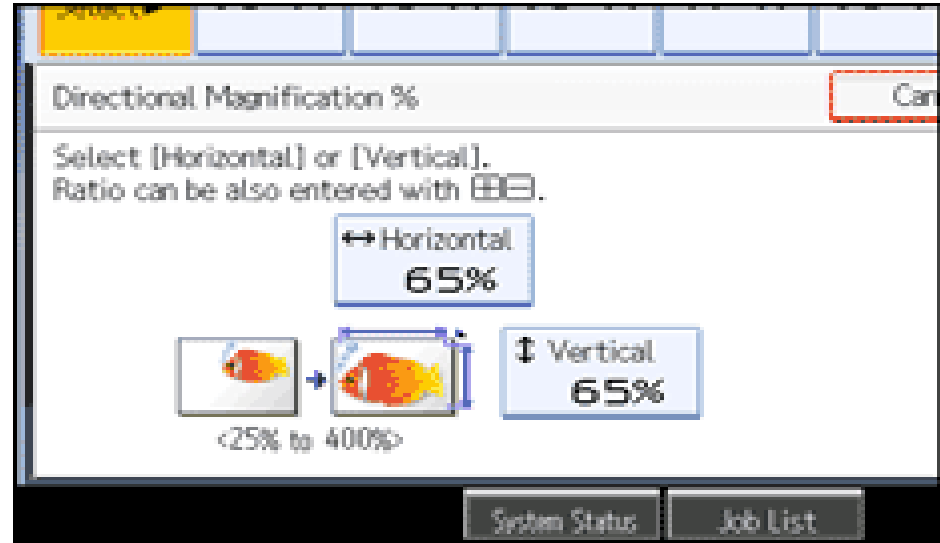 Directional Magnification %
Can
Select [Horizontal] or [Vertical].
Ratio can be also entered with ⊞⊟.
↔ Horizontal
65%
↕ Vertical
65%
<25% to 400%>
System Status
Job List